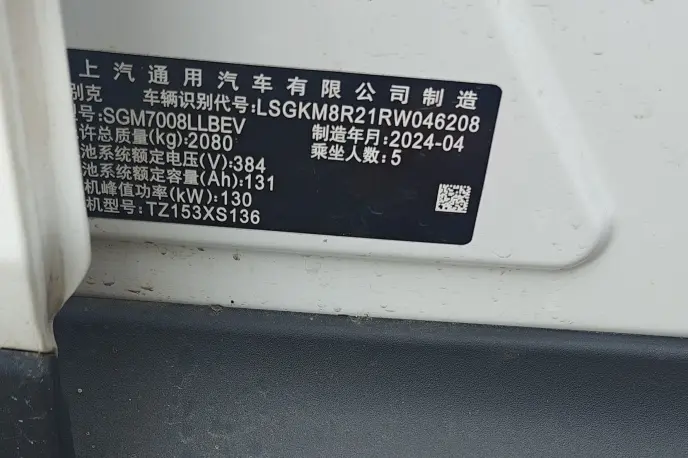 上汽通用汽车有限公司制造
别克 车辆识别代号:LSGKM8R21RW046208
号:SGM7008LLBEV 制造年月:2024-04
许总质量(kg):2080 乘坐人数:5
池系统额定电压(V):384
池系统额定容量(Ah):131
机峰值功率(kW):130
机型号:TZ153XS136